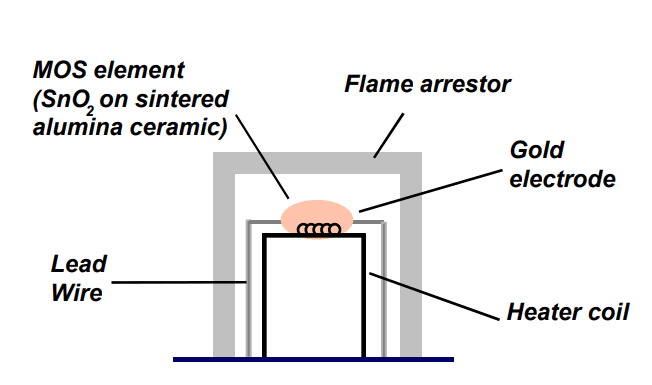 MOS element
(SnO2 on sintered
alumina ceramic)
Flame arrestor
Gold
electrode
Lead
Wire
Heater coil